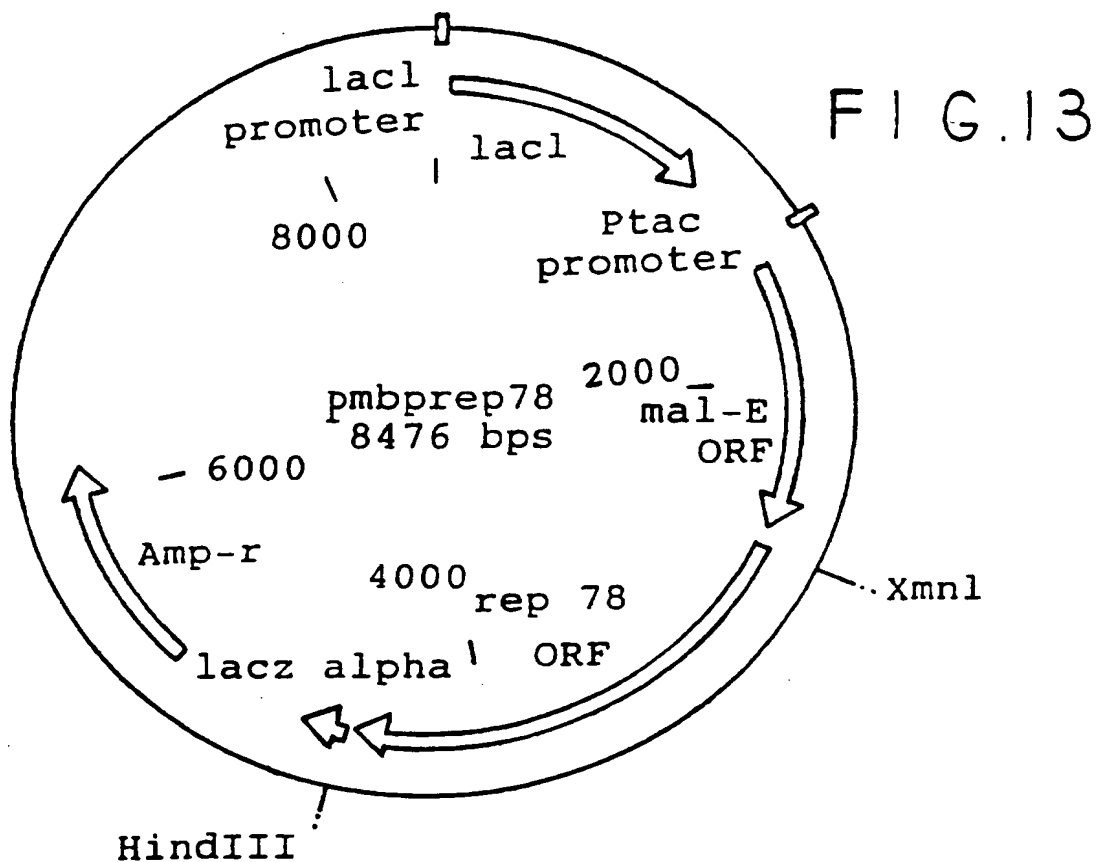 FIG.13
lacl
promoter
lacl
8000
Ptac
promoter
2000
mal-E
ORF
pmbprep78
8476 bps
6000
Amp-r
4000
rep 78
ORF
Xmnl
lacz alpha
HindIII